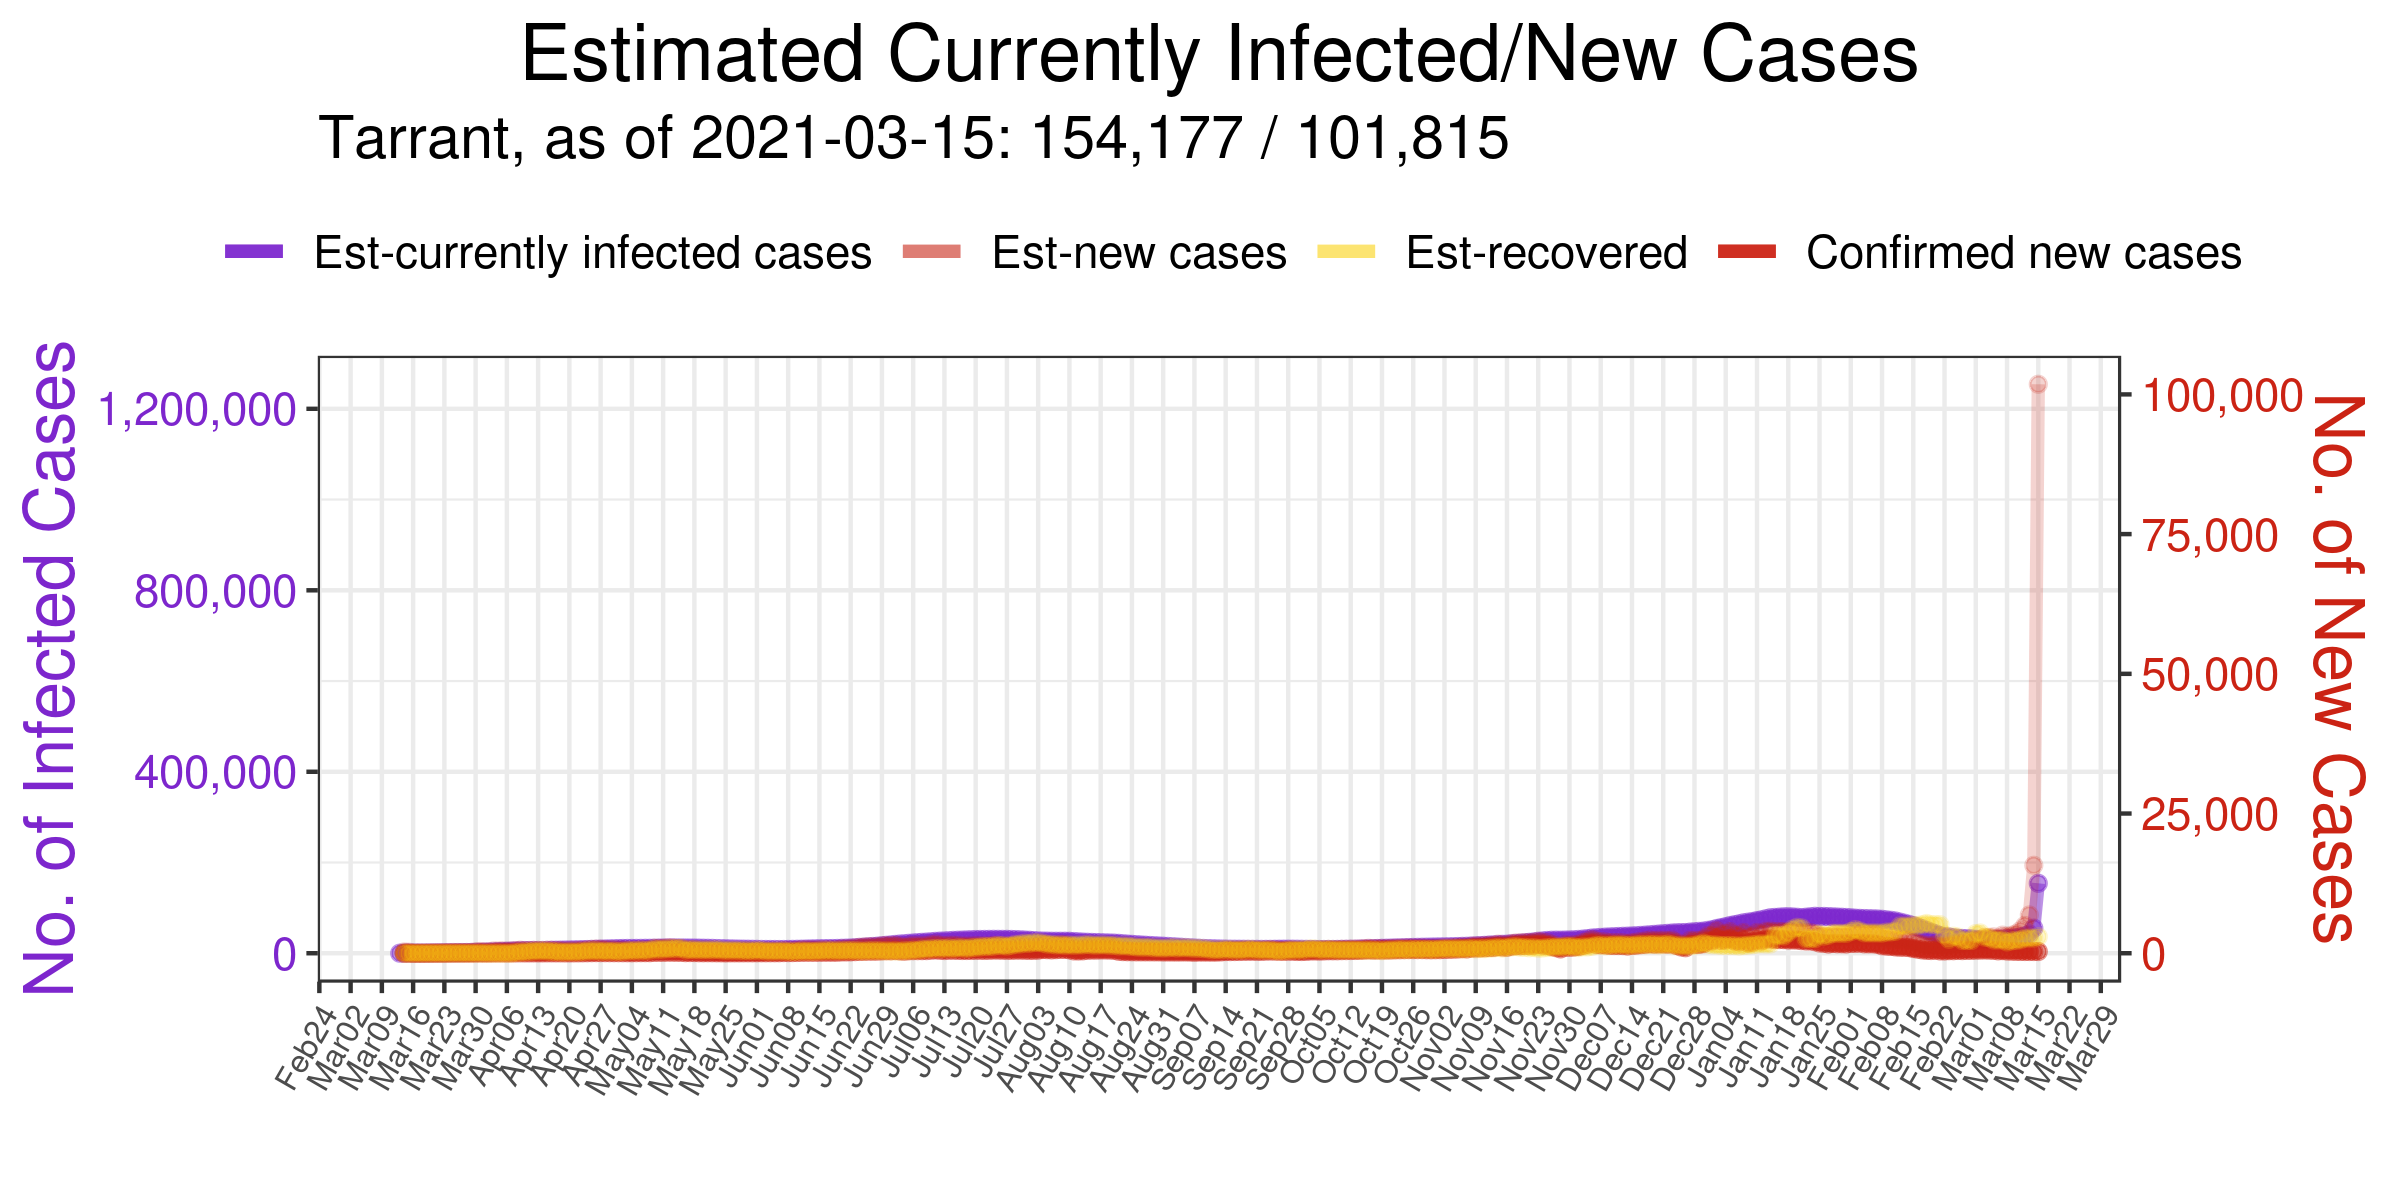 Estimated Currently Infected/New Cases
Tarrant, as of 2021-03-15: 154,177 / 101,815
Est-currently infected cases Est-new cases Est-recovered Confirmed new cases
No. of Infected Cases
1,200,000
800,000
400,000
0
100,000
75,000
50,000
25,000
0
No. of New Cases
Feb24 Mar02 Mar09 Mar16 Mar23 Mar30 Apr06 Apr13 Apr20 Apr27 May04 May11 May18 May25 Jun01 Jun08 Jun15 Jun22 Jun29 Jul06 Jul13 Jul20 Jul27 Aug03 Aug10 Aug17 Aug24 Aug31 Sep07 Sep14 Sep21 Sep28 Oct05 Oct12 Oct19 Oct26 Nov02 Nov09 Nov16 Nov23 Nov30 Dec07 Dec14 Dec21 Dec28 Jan04 Jan11 Jan18 Jan25 Feb01 Feb08 Feb15 Feb22 Mar01 Mar08 Mar15 Mar22 Mar29